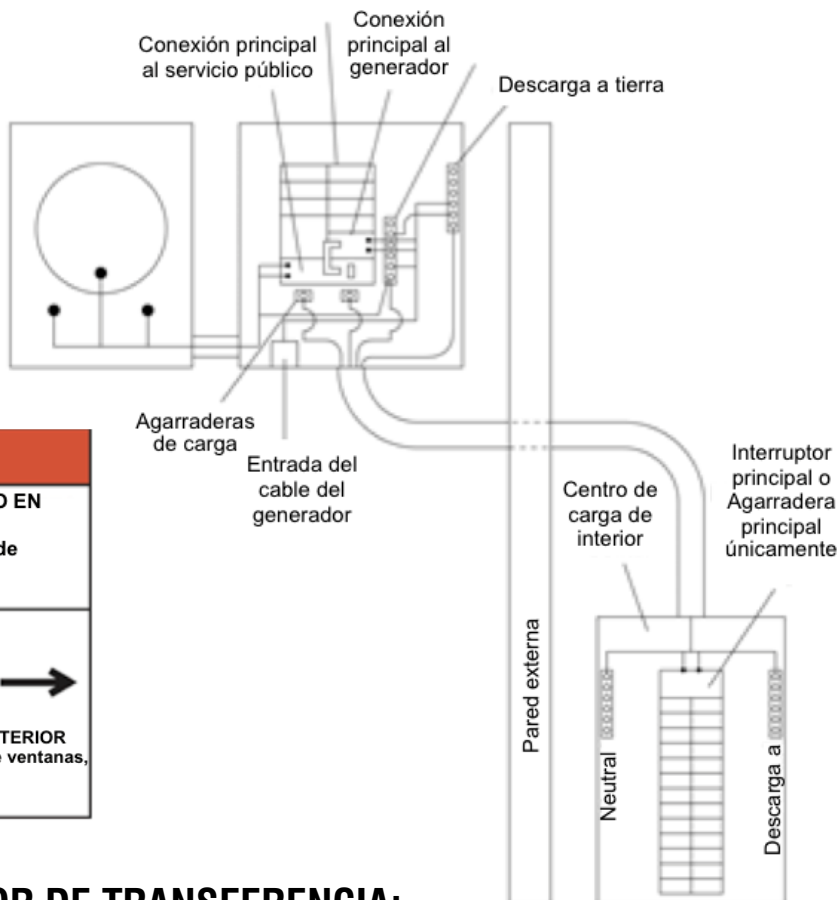 Conexión
principal al
generador
Conexión principal
al servicio público
Descarga a tierra
Agarraderas
de carga
Entrada del
cable del
generador
Interruptor
principal o
Agarradera
principal
únicamente
Centro de
carga de
interior
Pared externa
Neutral
Descarga a
O EN
de
TERIOR
e ventanas,
OR DE TRANSFERENCIA: